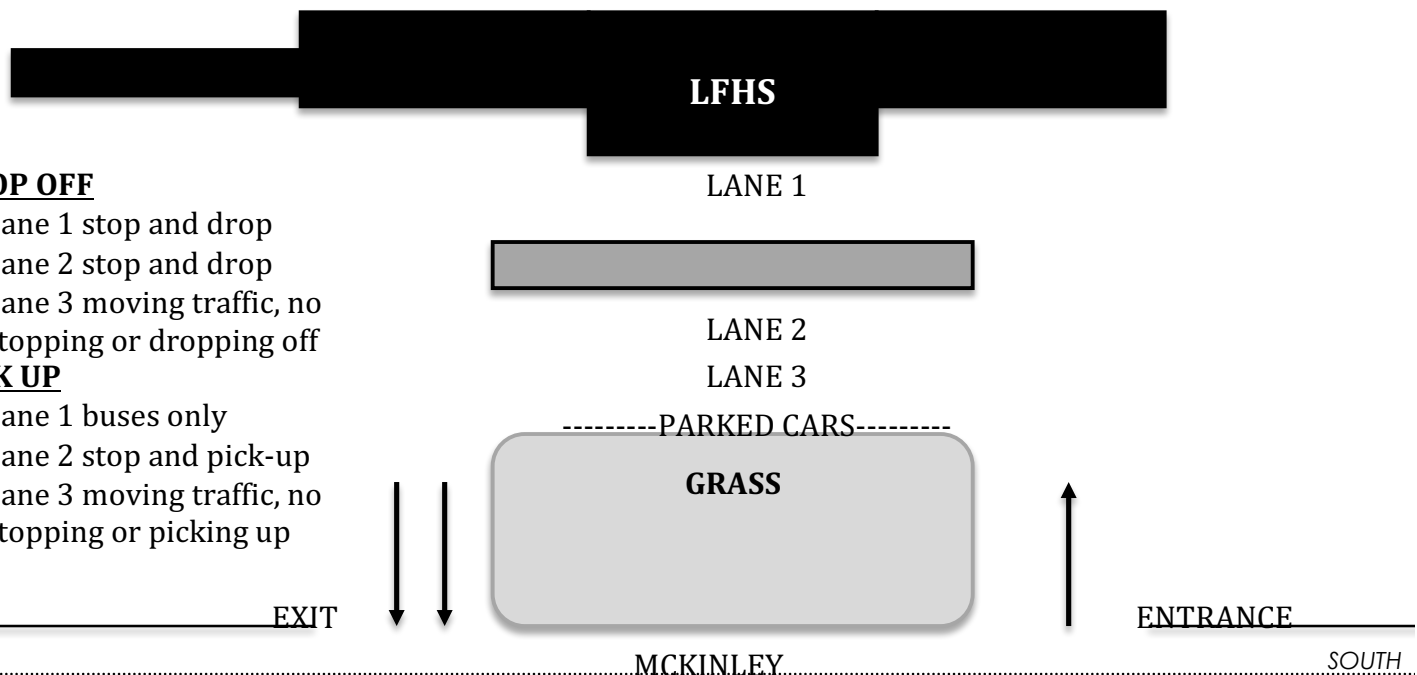 LFHS
OP OFF
ane 1 stop and drop
ane 2 stop and drop
ane 3 moving traffic, no
topping or dropping off
K UP
ane 1 buses only
ane 2 stop and pick-up
ane 3 moving traffic, no
topping or picking up
LANE 1
LANE 2
LANE 3
---------PARKED CARS---------
GRASS
EXIT
ENTRANCE
MCKINLEY
SOUTH